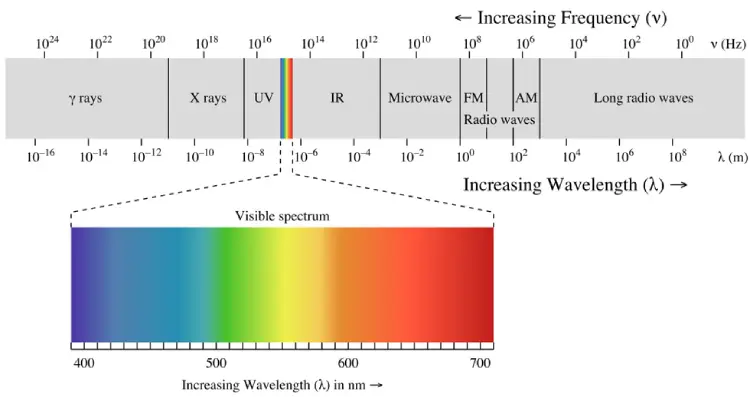 ← Increasing Frequency (ν)
10²⁴ 10²² 10²⁰ 10¹⁸ 10¹⁶ 10¹⁴ 10¹² 10¹⁰ 10⁸ 10⁶ 10⁴ 10² 10⁰ ν (Hz)
γ rays X rays UV IR Microwave FM AM Long radio waves
Radio waves
10⁻¹⁶ 10⁻¹⁴ 10⁻¹² 10⁻¹⁰ 10⁻⁸ 10⁻⁶ 10⁻⁴ 10⁻² 10⁰ 10² 10⁴ 10⁶ 10⁸ λ (m)
Increasing Wavelength (λ) →
Visible spectrum
400 500 600 700
Increasing Wavelength (λ) in nm →